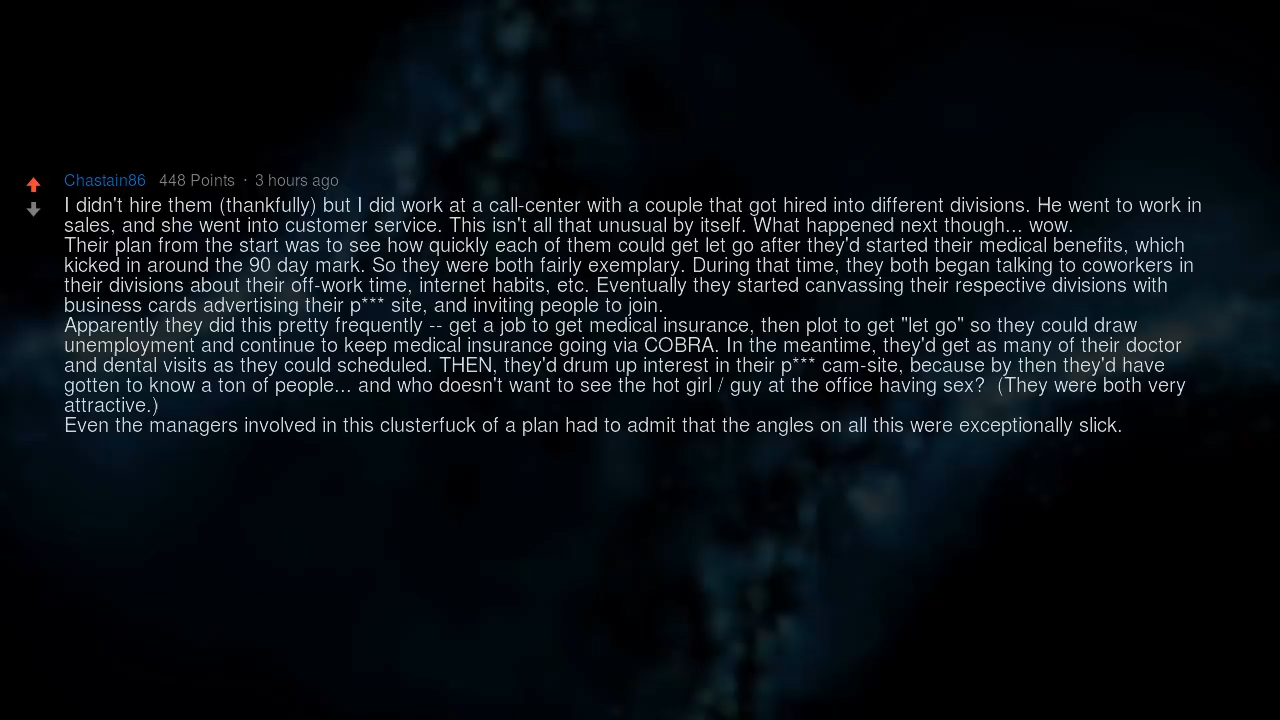 Chastain86 448 Points · 3 hours ago
I didn't hire them (thankfully) but I did work at a call-center with a couple that got hired into different divisions. He went to work in
sales, and she went into customer service. This isn't all that unusual by itself. What happened next though... wow.
Their plan from the start was to see how quickly each of them could get let go after they'd started their medical benefits, which
kicked in around the 90 day mark. So they were both fairly exemplary. During that time, they both began talking to coworkers in
their divisions about their off-work time, internet habits, etc. Eventually they started canvassing their respective divisions with
business cards advertising their p*** site, and inviting people to join.
Apparently they did this pretty frequently -- get a job to get medical insurance, then plot to get "let go" so they could draw
unemployment and continue to keep medical insurance going via COBRA. In the meantime, they'd get as many of their doctor
and dental visits as they could scheduled. THEN, they'd drum up interest in their p*** cam-site, because by then they'd have
gotten to know a ton of people... and who doesn't want to see the hot girl / guy at the office having sex?  (They were both very
attractive.)
Even the managers involved in this clusterfuck of a plan had to admit that the angles on all this were exceptionally slick.